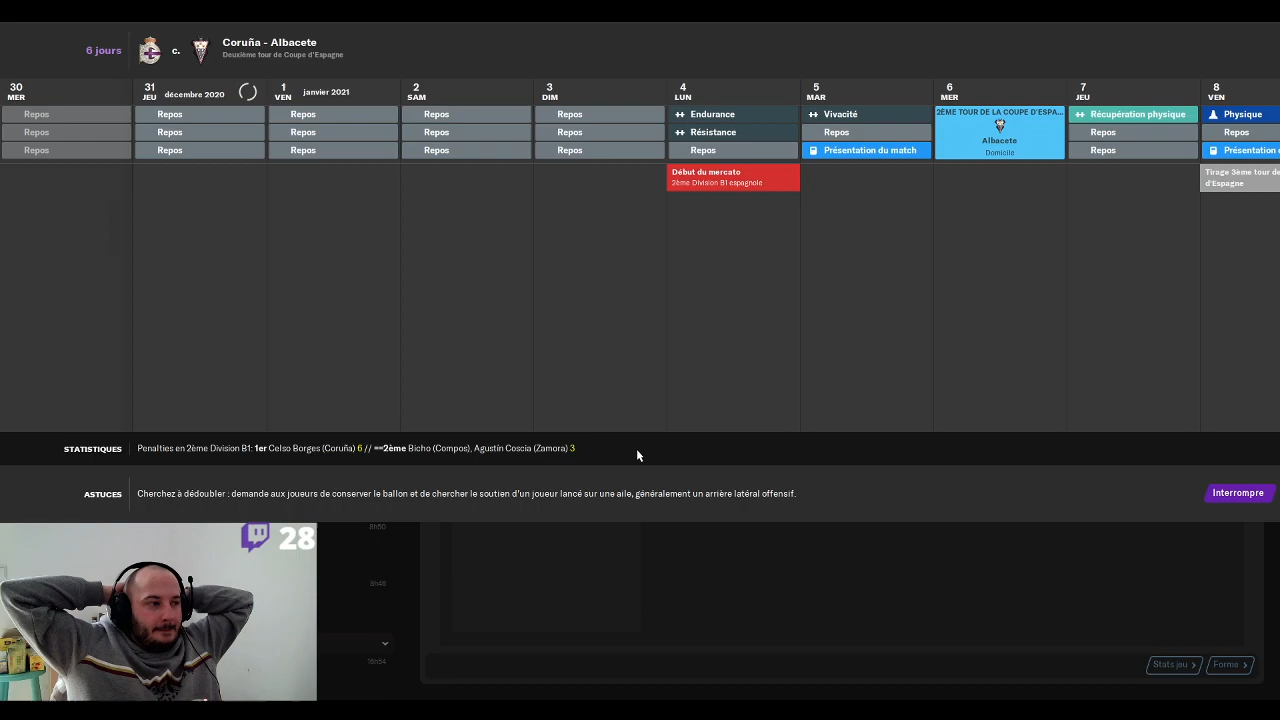 6 jours
c.
Coruña - Albacete
Deuxième tour de Coupe d'Espagne
30
MER
31
JEU décembre 2020
1
VEN janvier 2021
2
SAM
3
DIM
4
LUN
5
MAR
6
MER
7
JEU
8
VEN
Repos Repos Repos Repos Repos Endurance Vivacité 2ÈME TOUR DE LA COUPE D'ESPA... Récupération physique Physique
Repos Repos Repos Repos Repos Résistance Repos Albacete Repos Repos
Repos Repos Repos Repos Repos Repos Présentation du match Domicile Repos Présentation
Début du mercato
2ème Division B1 espagnole
Tirage 3ème tour de
d'Espagne
STATISTIQUES Penalties en 2ème Division B1: 1er Celso Borges (Coruña) 6 // =2ème Bicho (Compos), Agustín Coscia (Zamora) 3
ASTUCES Cherchez à dédoubler : demande aux joueurs de conserver le ballon et de chercher le soutien d'un joueur lancé sur une aile, généralement un arrière latéral offensif.
Interrompre
28
16h54
Stats jeu
Forme